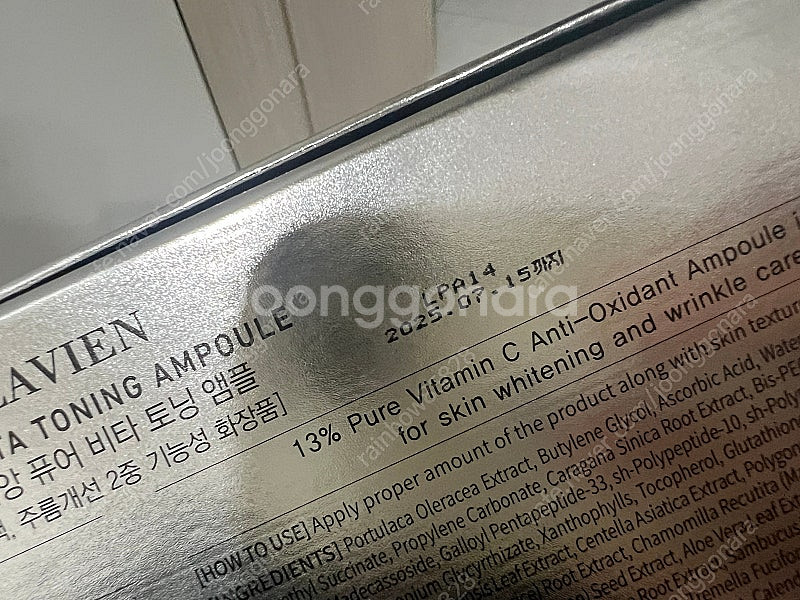 LPA14
2025.07.15까지
LAVIEN
TA TONING AMPOULE
앙 퓨어 비타 토닝 앰플
주름개선 2중 기능성 화장품]
13% Pure Vitamin C Anti-Oxidant Ampoule
for skin whitening and wrinkle care
[HOW TO USE] Apply proper amount of the product along with skin texture
[INGREDIENTS] Portulaca Oleracea Extract, Butylene Glycol, Ascorbic Acid, Water
Succinate, Propylene Carbonate, Caragana Sinica Root Extract, Bis-PE
Galloyl Pentapeptide-33, sh-Polypeptide-10, sh-Poly
Glycyrrhizate, Xanthophylls, Tocopherol, Glutathione
Leaf Extract, Centella Asiatica Extract, Polygonum
Root Extract, Chamomilla Recutita
Seed Extract, Aloe Vera Leaf Ex
joonggonara